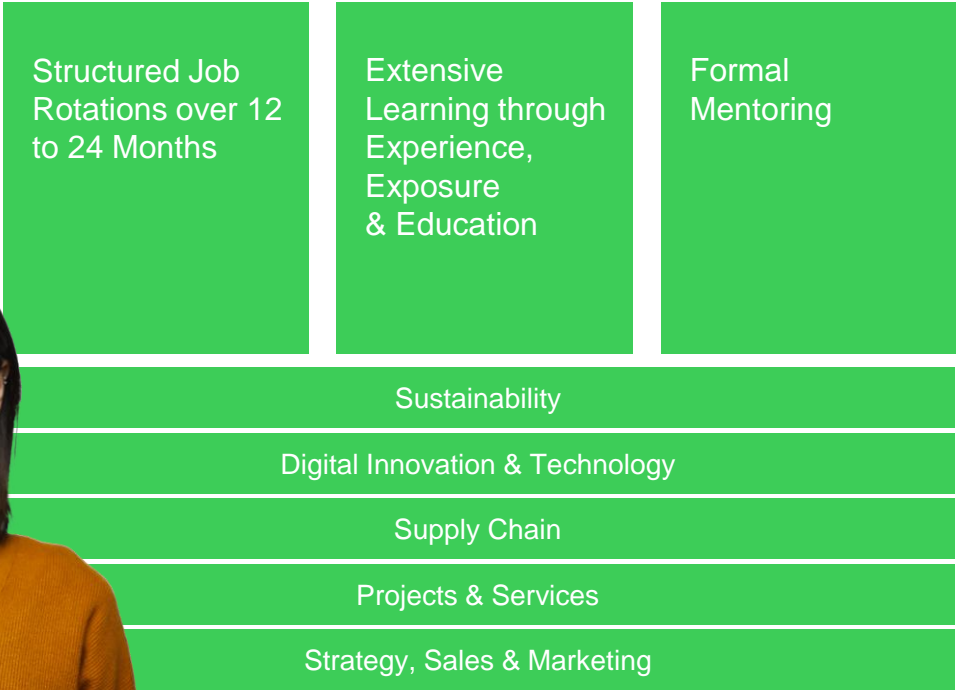 Structured Job
Rotations over 12
to 24 Months
Extensive
Learning through
Experience,
Exposure
& Education
Formal
Mentoring
Sustainability
Digital Innovation & Technology
Supply Chain
Projects & Services
Strategy, Sales & Marketing